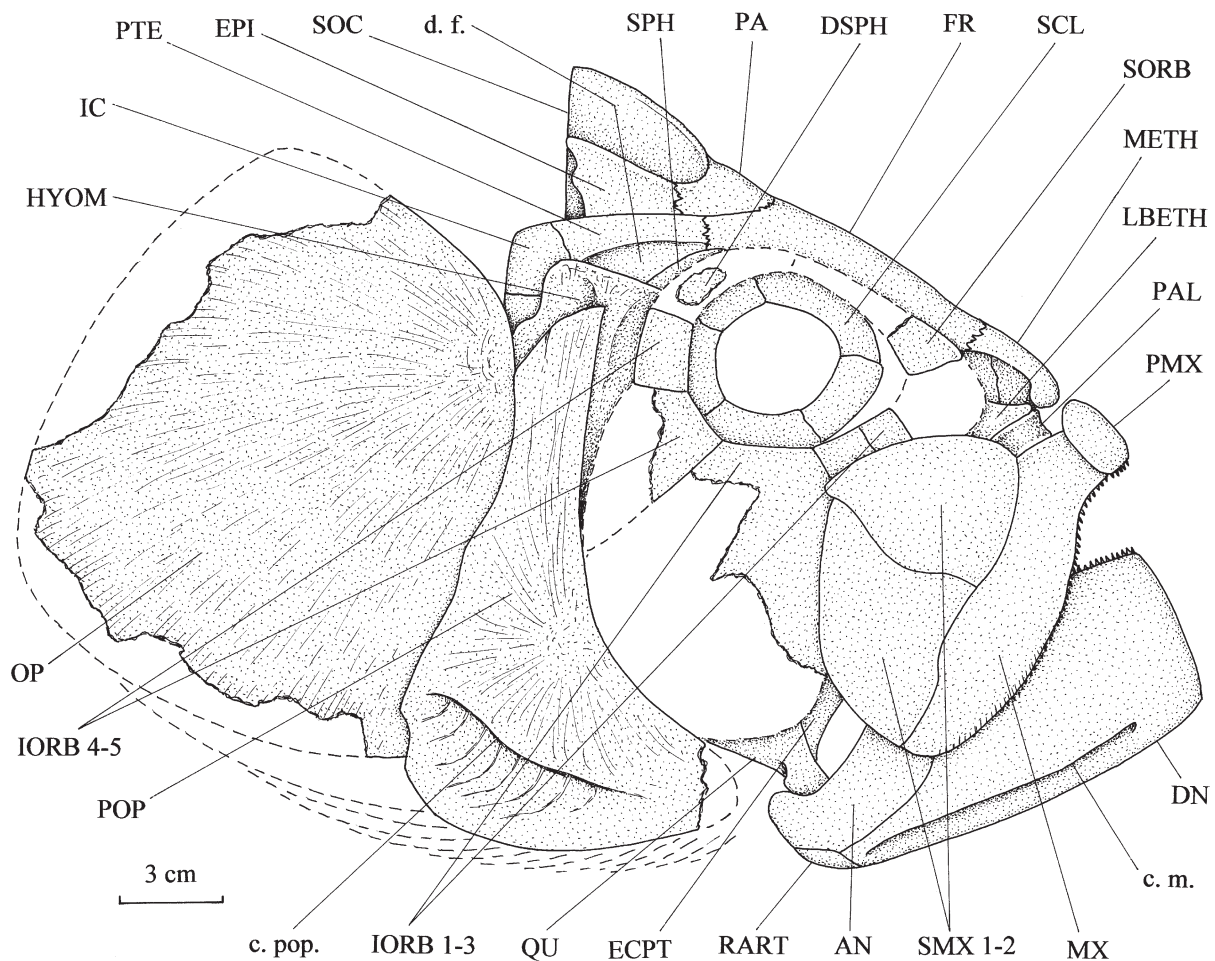 PTE
EPI
SOC
d. f.
SPH
PA
DSPH
FR
SCL
SORB
IC
METH
HYOM
LBETH
PAL
PMX
OP
IORB 4-5
POP
DN
3 cm
c. m.
c. pop.
IORB 1-3
QU
ECPT
RART
AN
SMX 1-2
MX